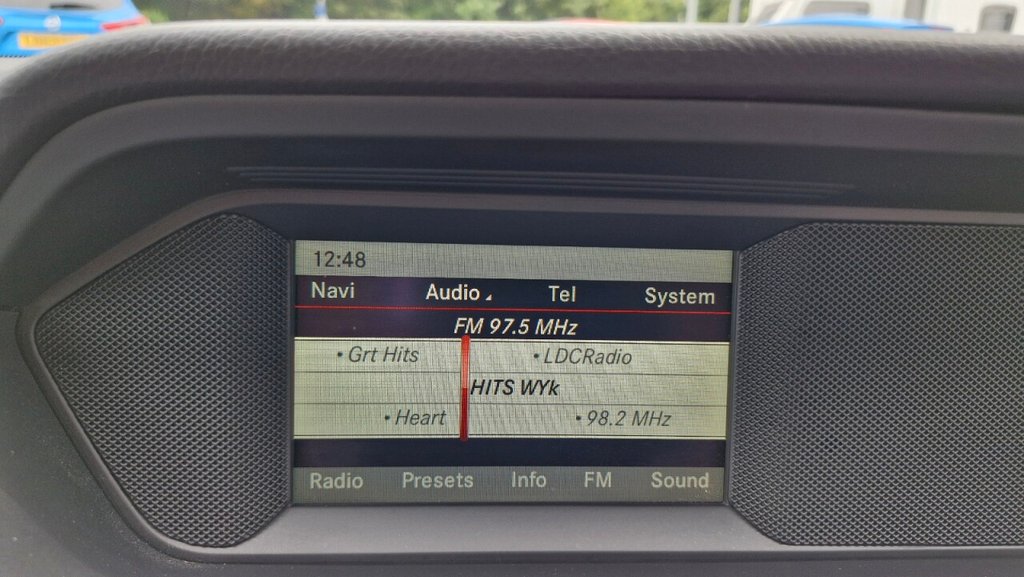 12:48
Navi Audio Tel System
FM 97.5 MHz
• Grt Hits • LDCRadio
HITS WYk
• Heart • 98.2 MHz
Radio Presets Info FM Sound